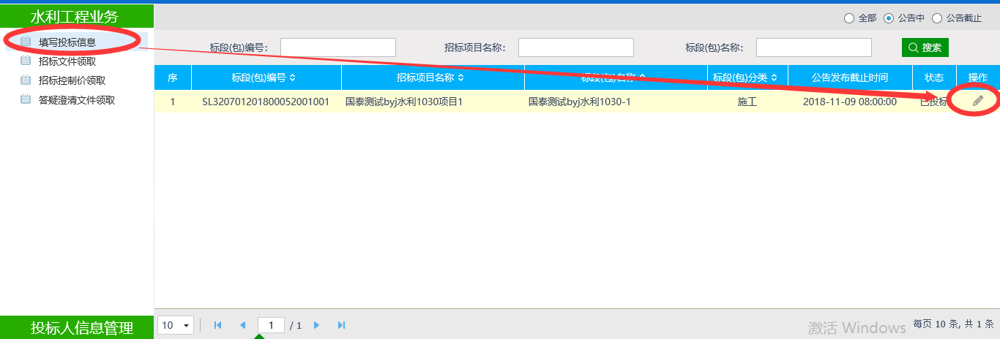 水利工程业务
填写投标信息
招标文件领取
招标控制价领取
答疑澄清文件领取
投标人信息管理
全部 公告中 公告截止
标段(包)编号: 招标项目名称: 标段(包)名称: 搜索
序 标段(包)编号 招标项目名称 标段(包)名称 标段(包)分类 公告发布截止时间 状态 操作
1 SL320701201800052001001 国泰测试byj水利1030项目1 国泰测试byj水利1030-1 施工 2018-11-09 08:00:00 已投标
10 1 / 1 激活 Windows 每页 10 条, 共 1 条